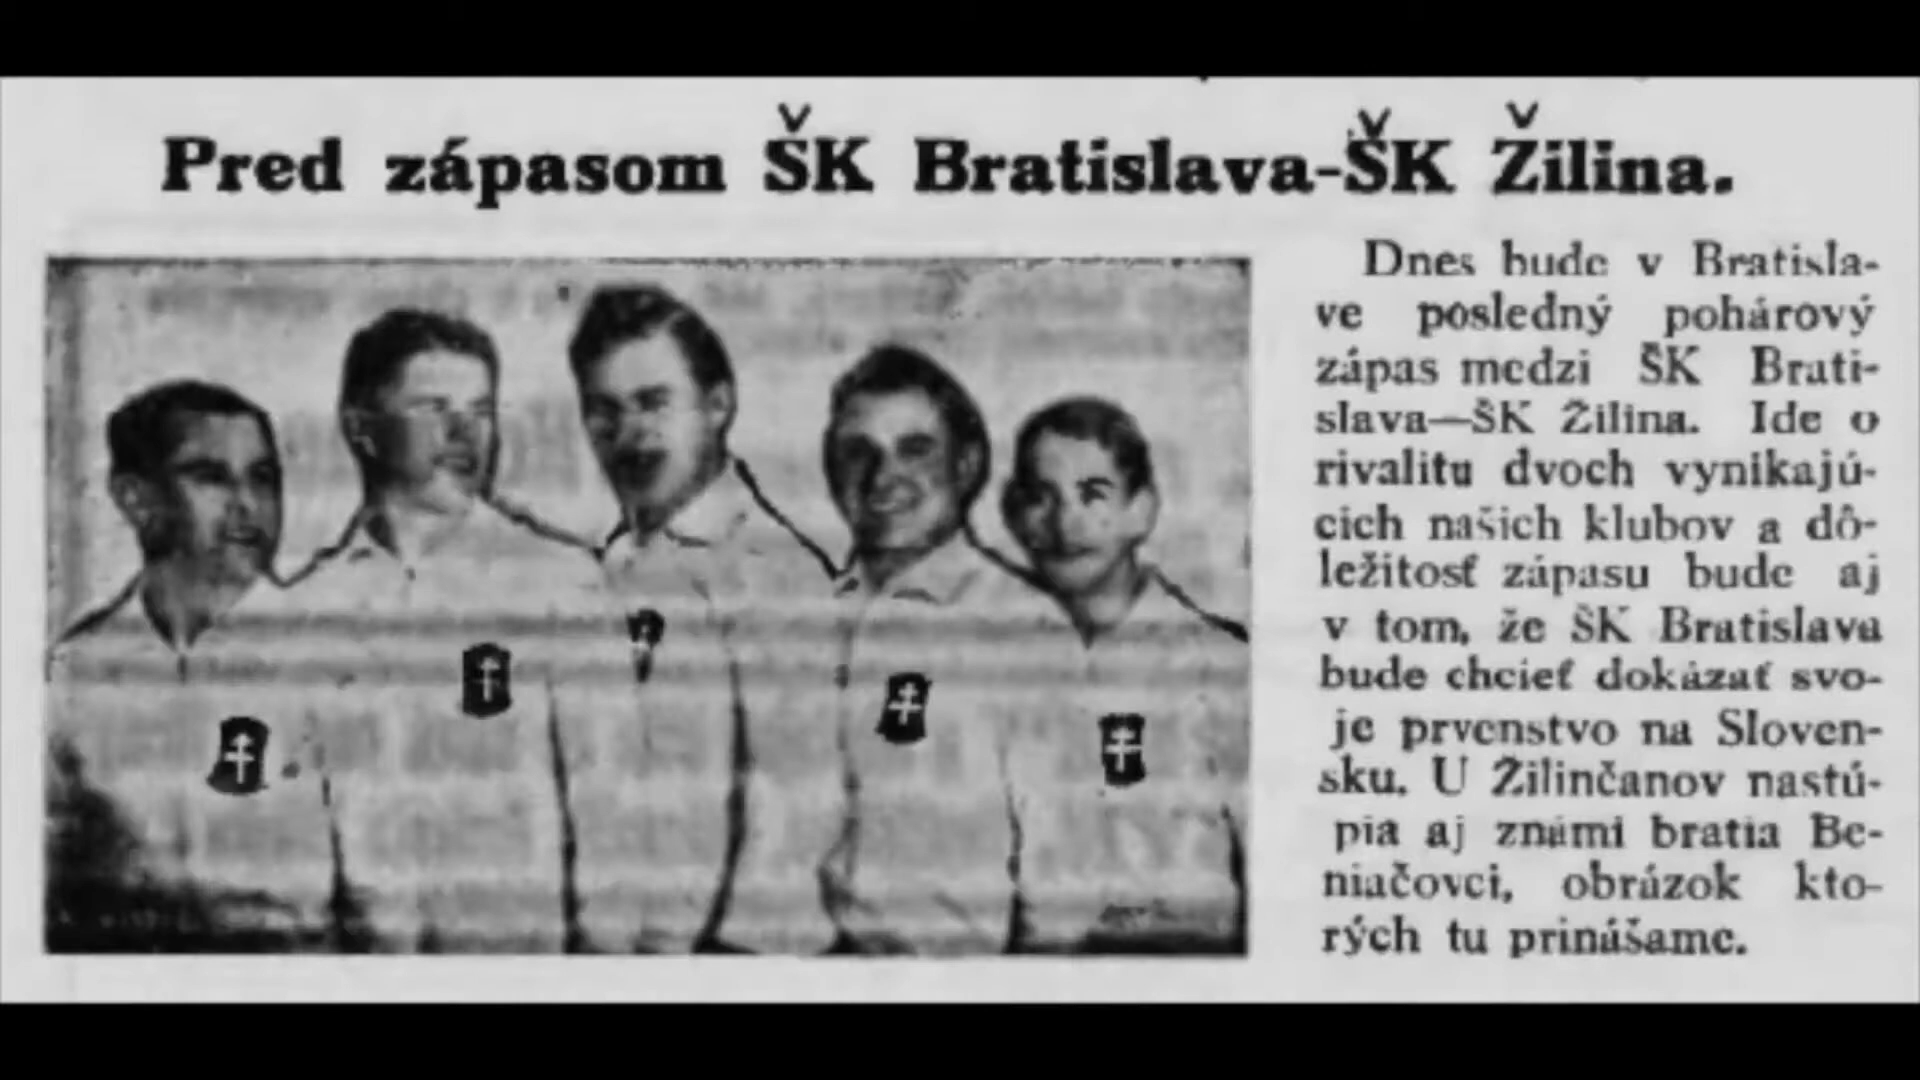 Pred zápasom ŠK Bratislava-ŠK Žilina.
Dnes bude v Bratisla-
ve posledný pohárový
zápas medzi ŠK Brati-
slava—ŠK Žilina. Ide o
rivalitu dvoch vynikajú-
cich našich klubov a dô-
ležitosť zápasu bude aj
v tom, že ŠK Bratislava
bude chcieť dokázať svo-
je prvenstvo na Sloven-
sku. U Žilinčanov nastú-
pia aj známi bratia Be-
niačovci, obrázok kto-
rých tu prinášame.